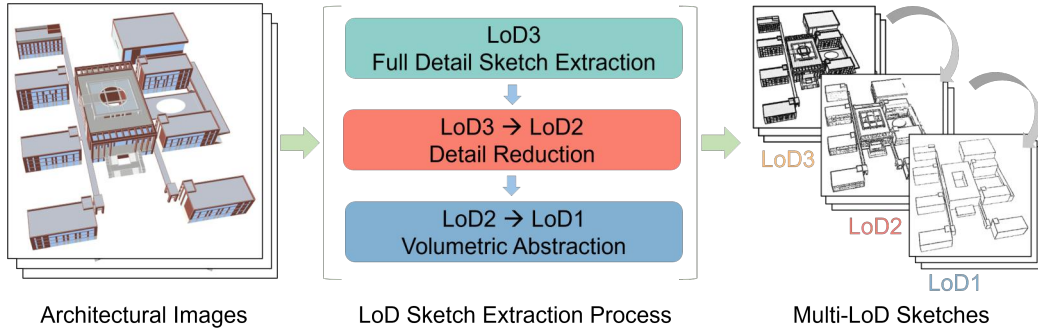 LoD3
Full Detail Sketch Extraction
LoD3 → LoD2
Detail Reduction
LoD2 → LoD1
Volumetric Abstraction
LoD3
LoD2
LoD1
Architectural Images
LoD Sketch Extraction Process
Multi-LoD Sketches